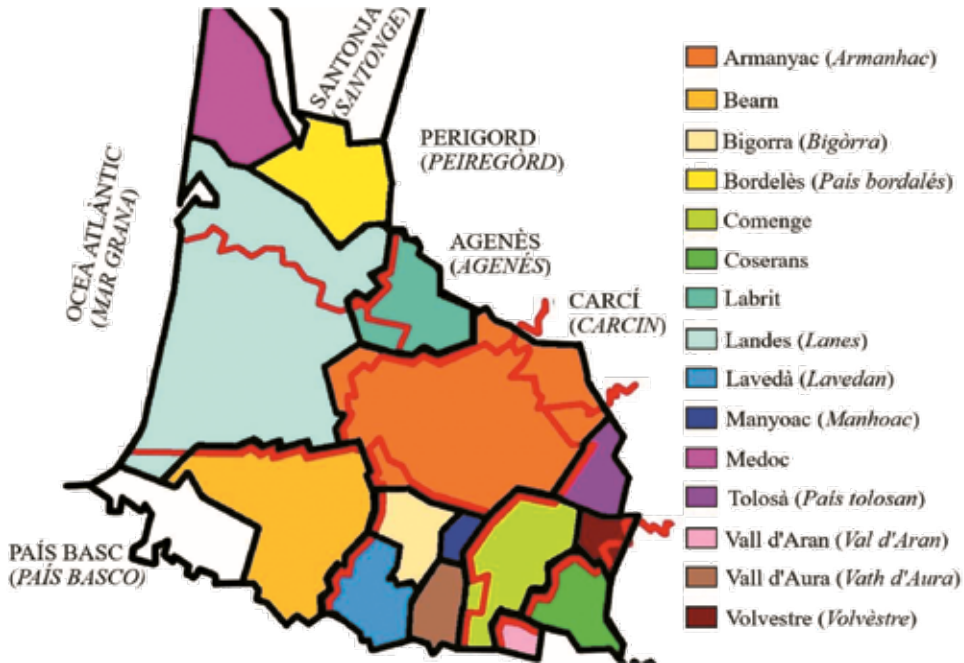 SANTONJA
(SANTONGE)
PERIGORD
(PEIREGÒRD)
OCEÀ ATLÀNTIC
(MAR GRANA)
AGENÈS
(AGENÉS)
CARCÍ
(CARCIN)
PAÍS BASC
(PAÍS BASCO)
Armanyac (Armanhac)
Bearn
Bigorra (Bigòrra)
Bordelès (País bordalés)
Comenge
Coserans
Labrit
Landes (Lanes)
Lavedà (Lavedan)
Manyoac (Manhoac)
Medoc
Tolosà (País tolosan)
Vall d'Aran (Val d'Aran)
Vall d'Aura (Vath d'Aura)
Volvestre (Volvèstre)